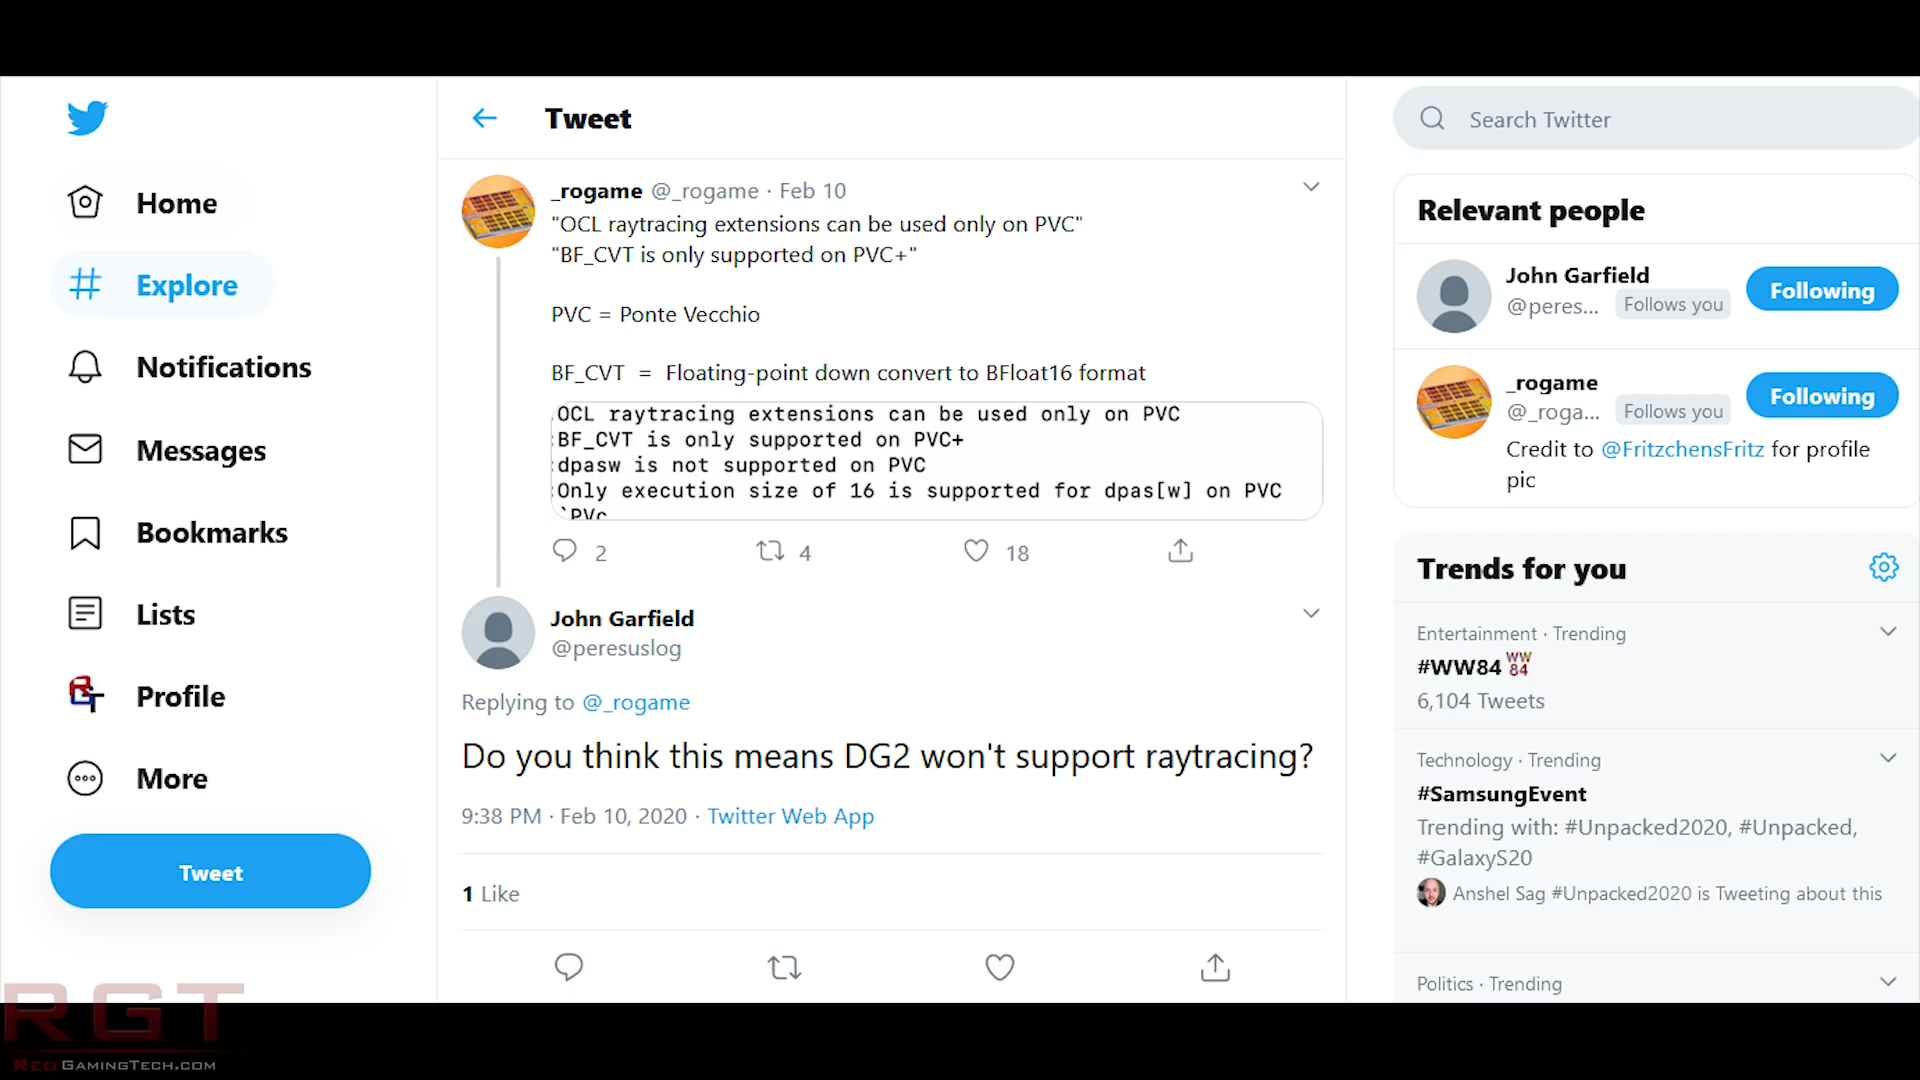 Home
Explore
Notifications
Messages
Bookmarks
Lists
Profile
More
Tweet
Tweet
_rogame @_rogame · Feb 10
"OCL raytracing extensions can be used only on PVC"
"BF_CVT is only supported on PVC+"
PVC = Ponte Vecchio
BF_CVT = Floating-point down convert to BFloat16 format
OCL raytracing extensions can be used only on PVC
:BF_CVT is only supported on PVC+
:dpasw is not supported on PVC
:Only execution size of 16 is supported for dpas[w] on PVC
`PVC
2
4
18
John Garfield
@peresuslog
Replying to @_rogame
Do you think this means DG2 won't support raytracing?
9:38 PM · Feb 10, 2020 · Twitter Web App
1 Like
Search Twitter
Relevant people
John Garfield
@peres... Follows you
Following
_rogame
@_roga... Follows you
Following
Credit to @FritzchensFritz for profile
pic
Trends for you
Entertainment · Trending
#WW84 WW 84
6,104 Tweets
Technology · Trending
#SamsungEvent
Trending with: #Unpacked2020, #Unpacked,
#GalaxyS20
Anshel Sag #Unpacked2020 is Tweeting about this
Politics · Trending
RGT
REDGAMINGTECH.COM